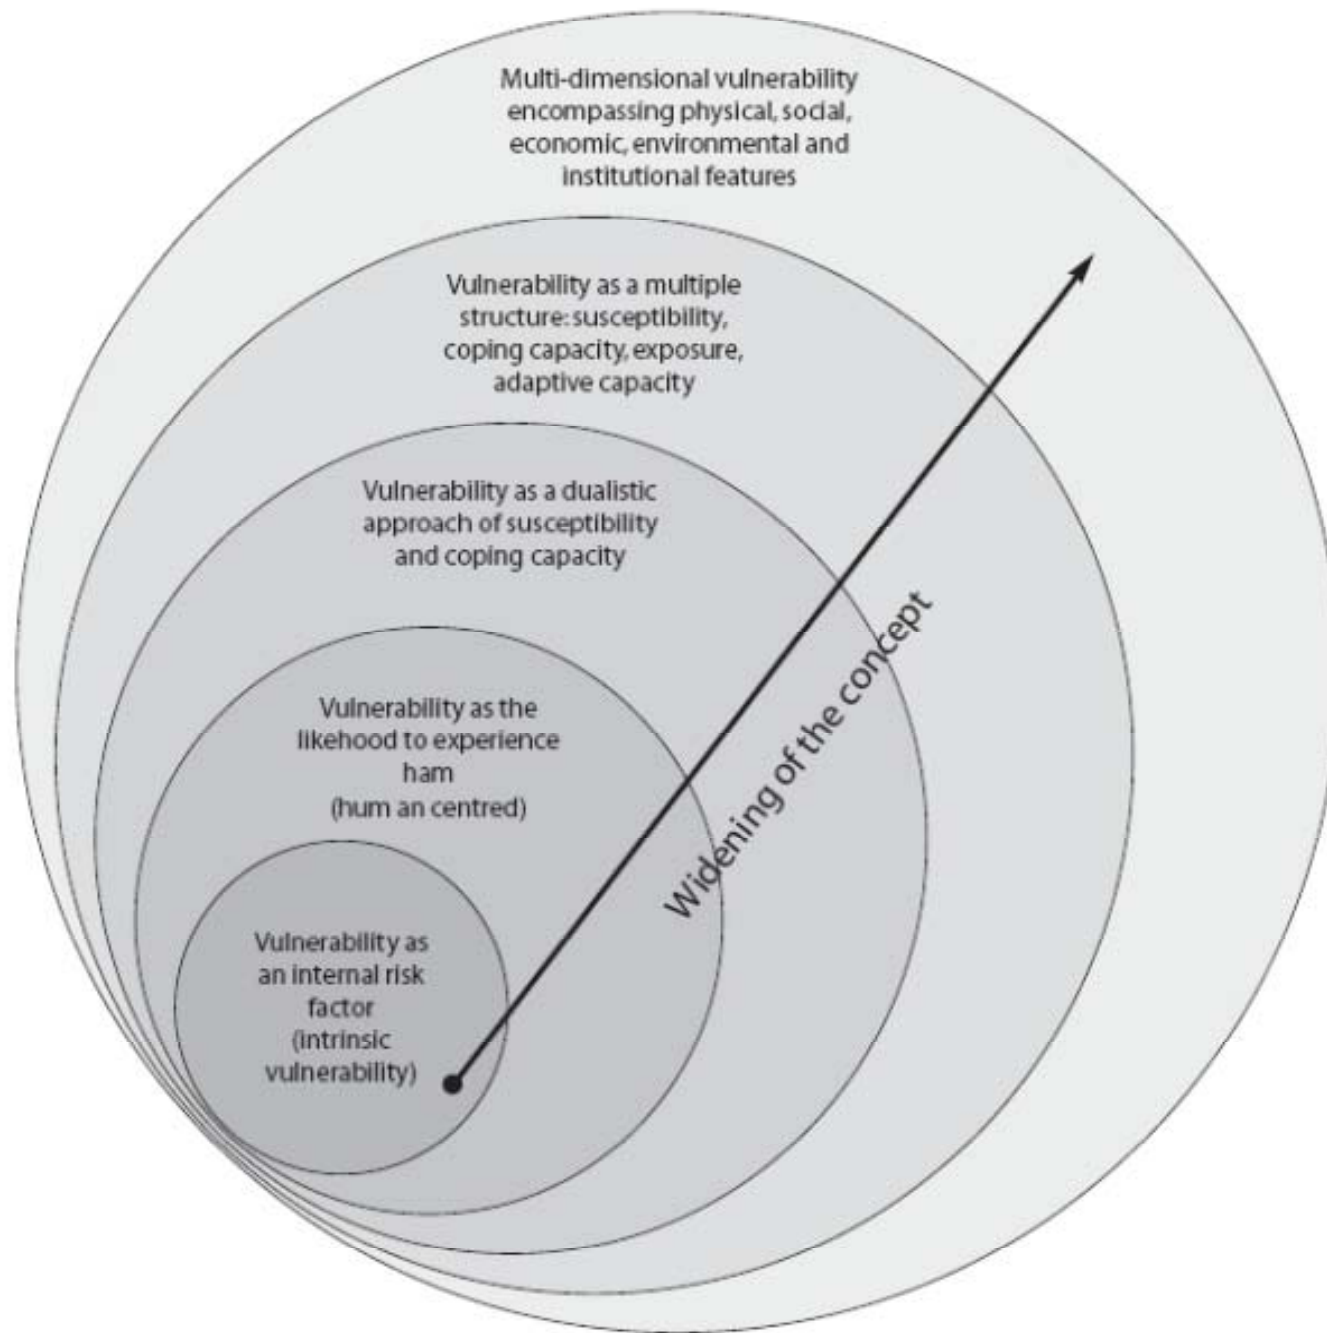 Multi-dimensional vulnerability
encompassing physical, social,
economic, environmental and
institutional features
Vulnerability as a multiple
structure: susceptibility,
coping capacity, exposure,
adaptive capacity
Vulnerability as a dualistic
approach of susceptibility
and coping capacity
Vulnerability as the
likehood to experience
ham
(hum an centred)
Vulnerability as
an internal risk
factor
(intrinsic
vulnerability)
Widening of the concept